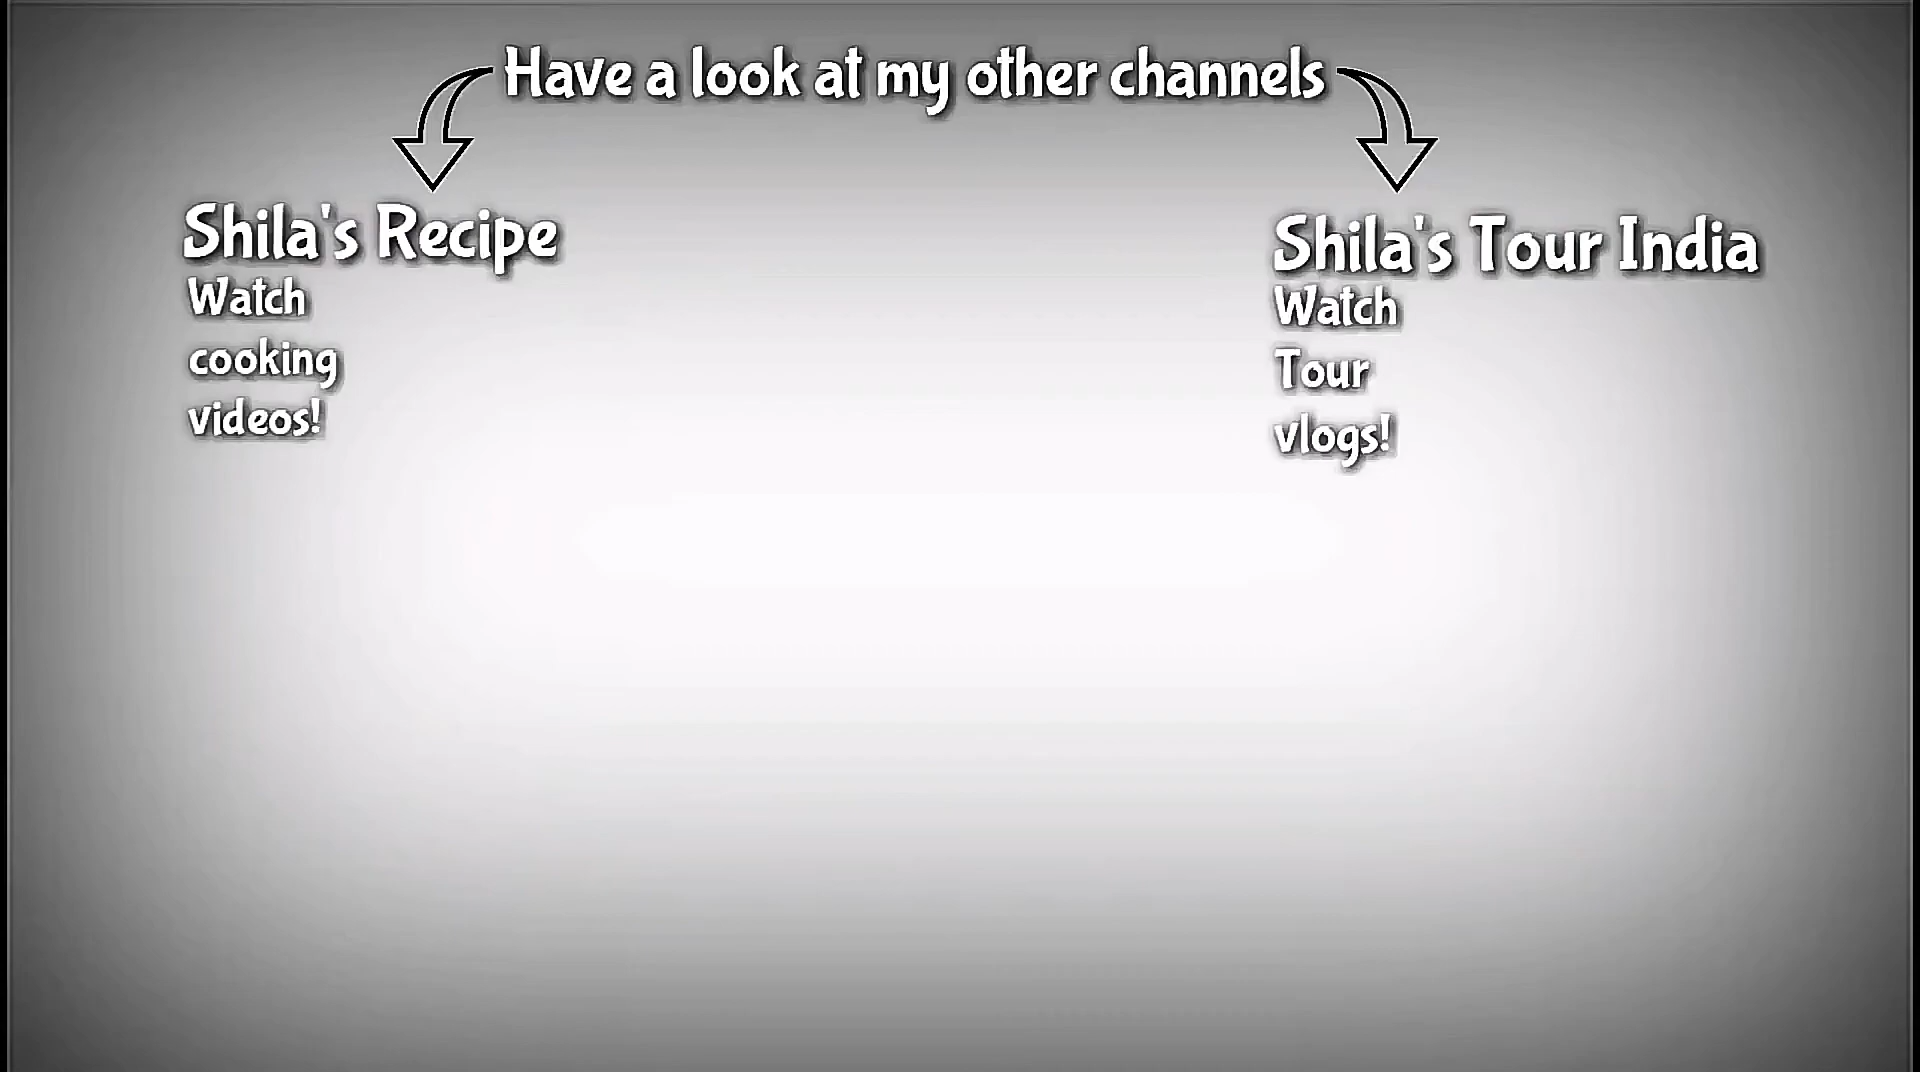 Have a look at my other channels
Shila's Recipe
Watch
cooking
videos!
Shila's Tour India
Watch
Tour
vlogs!